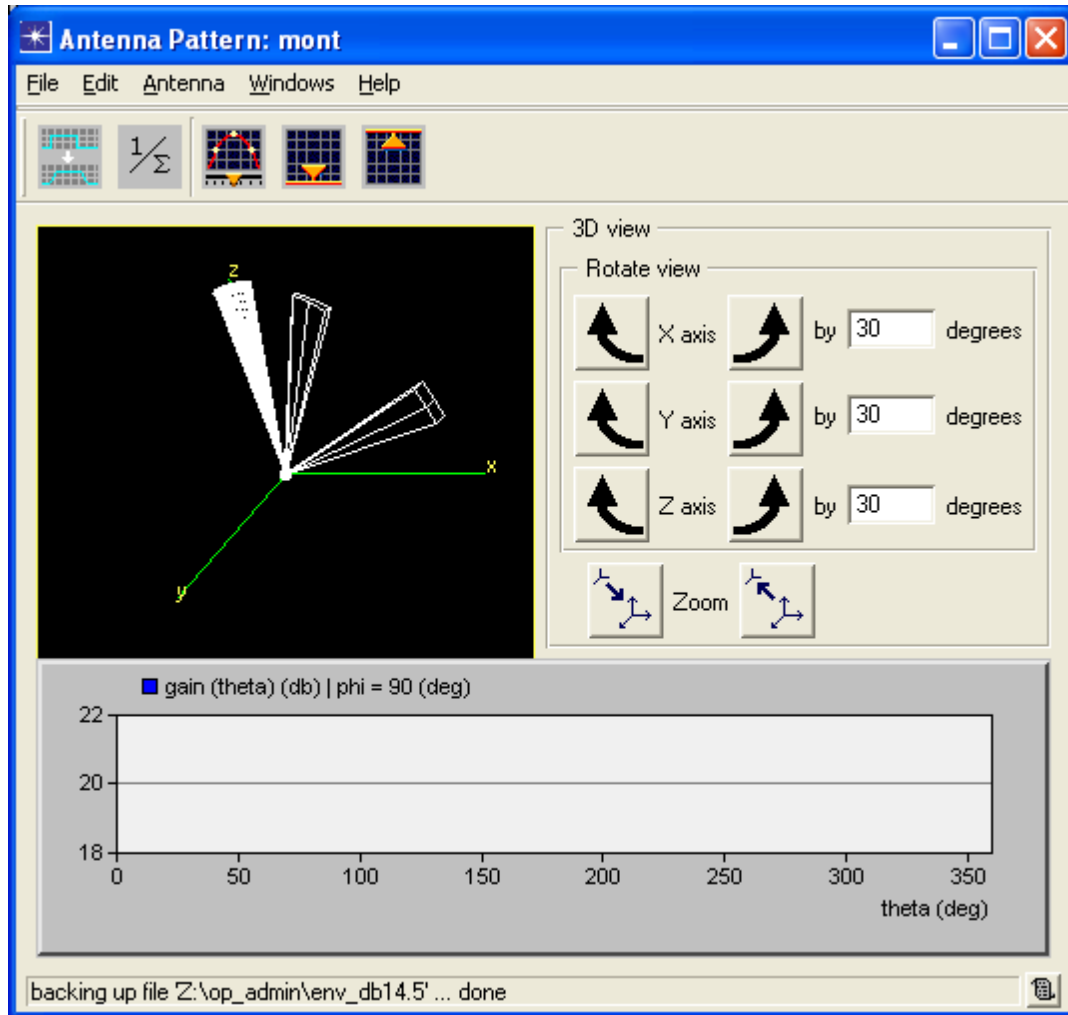 Antenna Pattern: mont
File Edit Antenna Windows Help
1/Σ
3D view
Rotate view
z
x
y
X axis by 30 degrees
Y axis by 30 degrees
Z axis by 30 degrees
Zoom
gain (theta) (db) | phi = 90 (deg)
22
20
18
0 50 100 150 200 250 300 350
theta (deg)
backing up file 'Z:\op_admin\env_db14.5' ... done